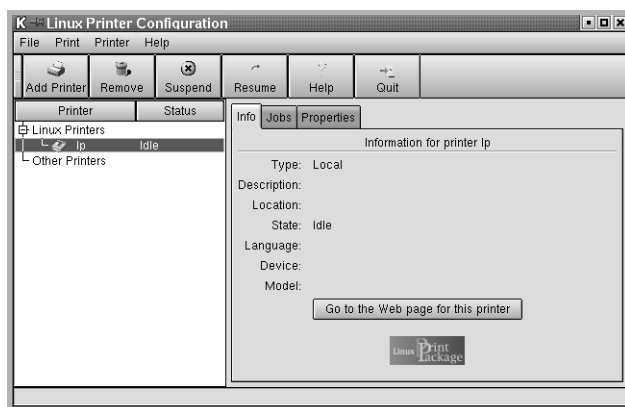 K Linux Printer Configuration
File Print Printer Help
Add Printer Remove Suspend Resume Help Quit
Printer Status
Linux Printers
lp Idle
Other Printers
Info Jobs Properties
Information for printer lp
Type: Local
Description:
Location:
State: Idle
Language:
Device:
Model:
Go to the Web page for this printer
Linux Print Package